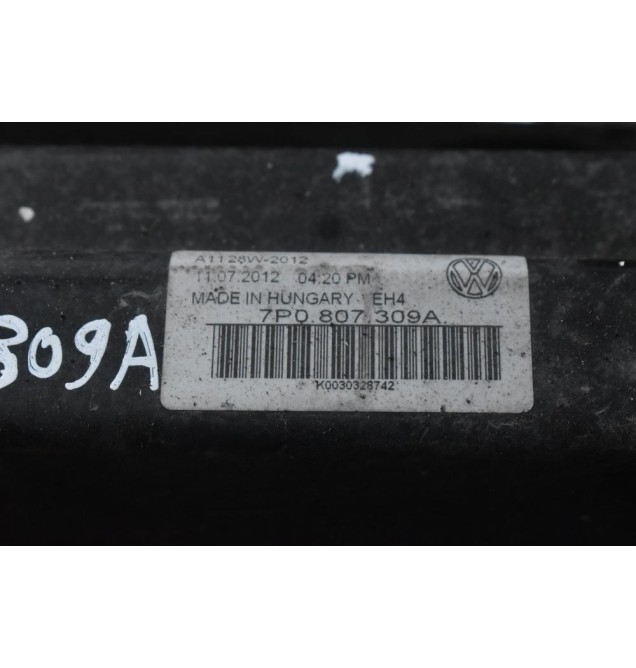 A1128W-2012
11.07.2012 04:20 PM
MADE IN HUNGARY EH4
7P0.807.309A.
K0030328742
309A